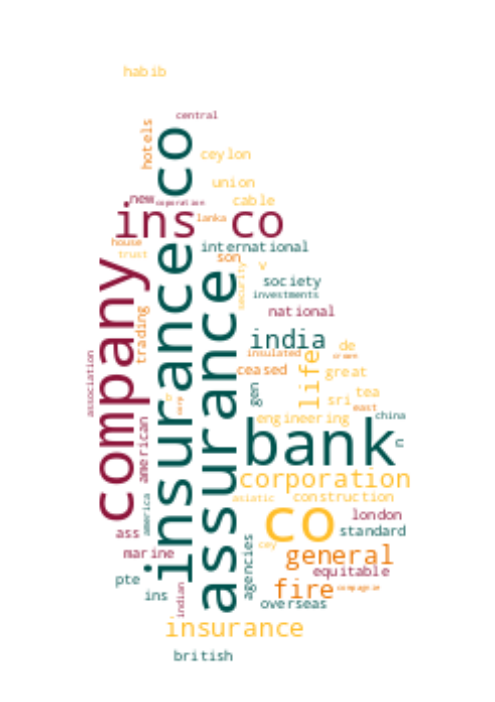 habib
central
hotels
co
ceylon
union
new
corporation
cable
ins co
lanka
house
trust
international
son
v
security
society
investments
company
insurance
assurance
national
trading
india
insulated
de
ceased
great
life
association
gen
sri
tea
east
engineering
china
american
bank
c
corporation
asiatic
construction
america
co
london
ass
standard
agencies
cey
marine
general
equitable
pte
fire
ins
indian
overseas
insurance
british